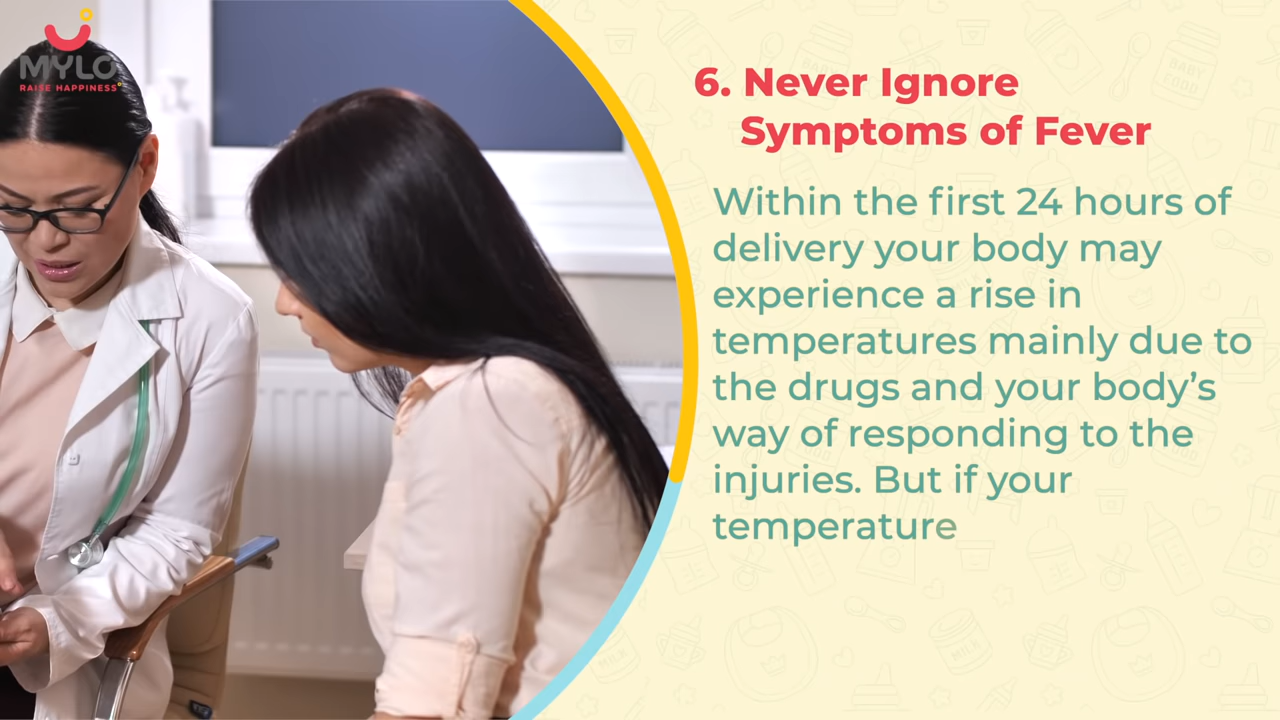 MYLO
RAISE HAPPINESS
6. Never Ignore
Symptoms of Fever
Within the first 24 hours of
delivery your body may
experience a rise in
temperatures mainly due to
the drugs and your body's
way of responding to the
injuries. But if your
temperature